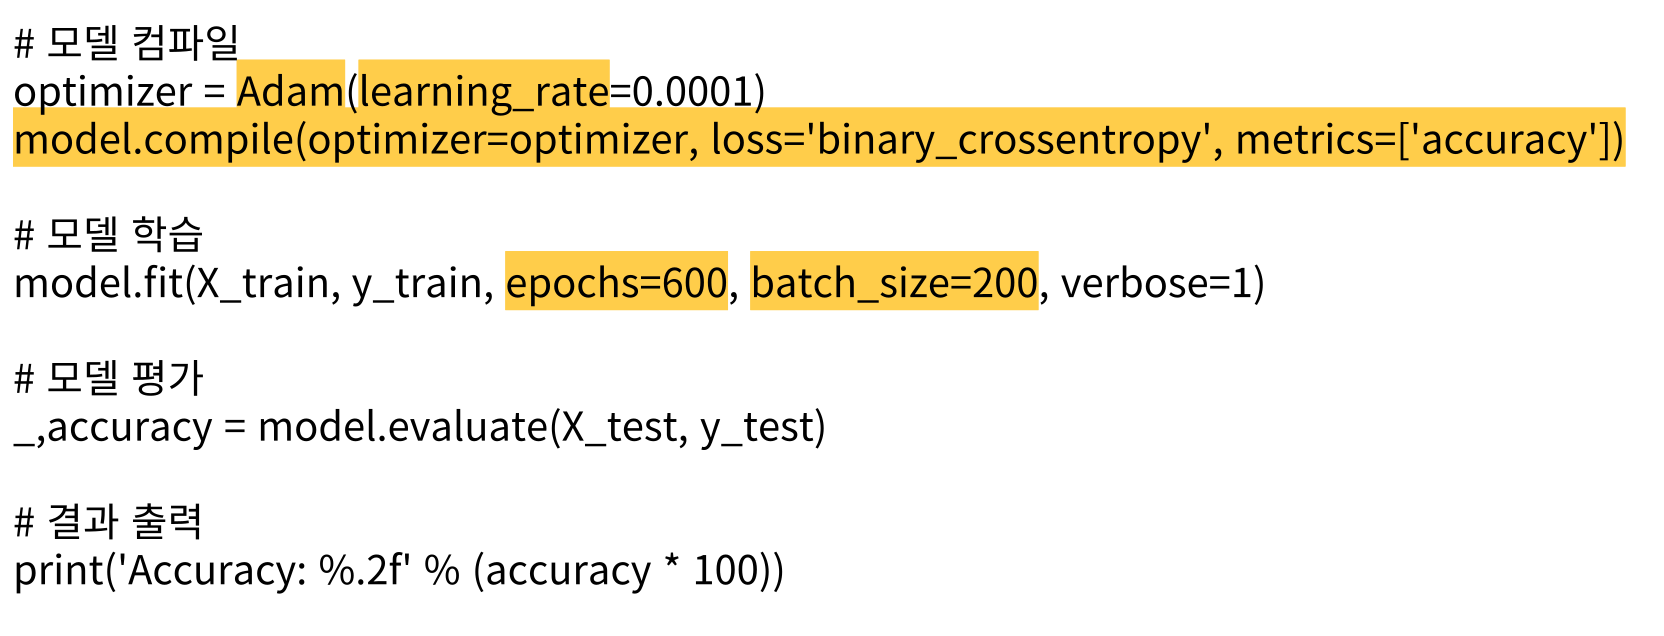 # 모델 컴파일
optimizer = Adam(learning_rate=0.0001)
model.compile(optimizer=optimizer, loss='binary_crossentropy', metrics=['accuracy'])
# 모델 학습
model.fit(X_train, y_train, epochs=600, batch_size=200, verbose=1)
# 모델 평가
_,accuracy = model.evaluate(X_test, y_test)
# 결과 출력
print('Accuracy: %.2f' % (accuracy * 100))